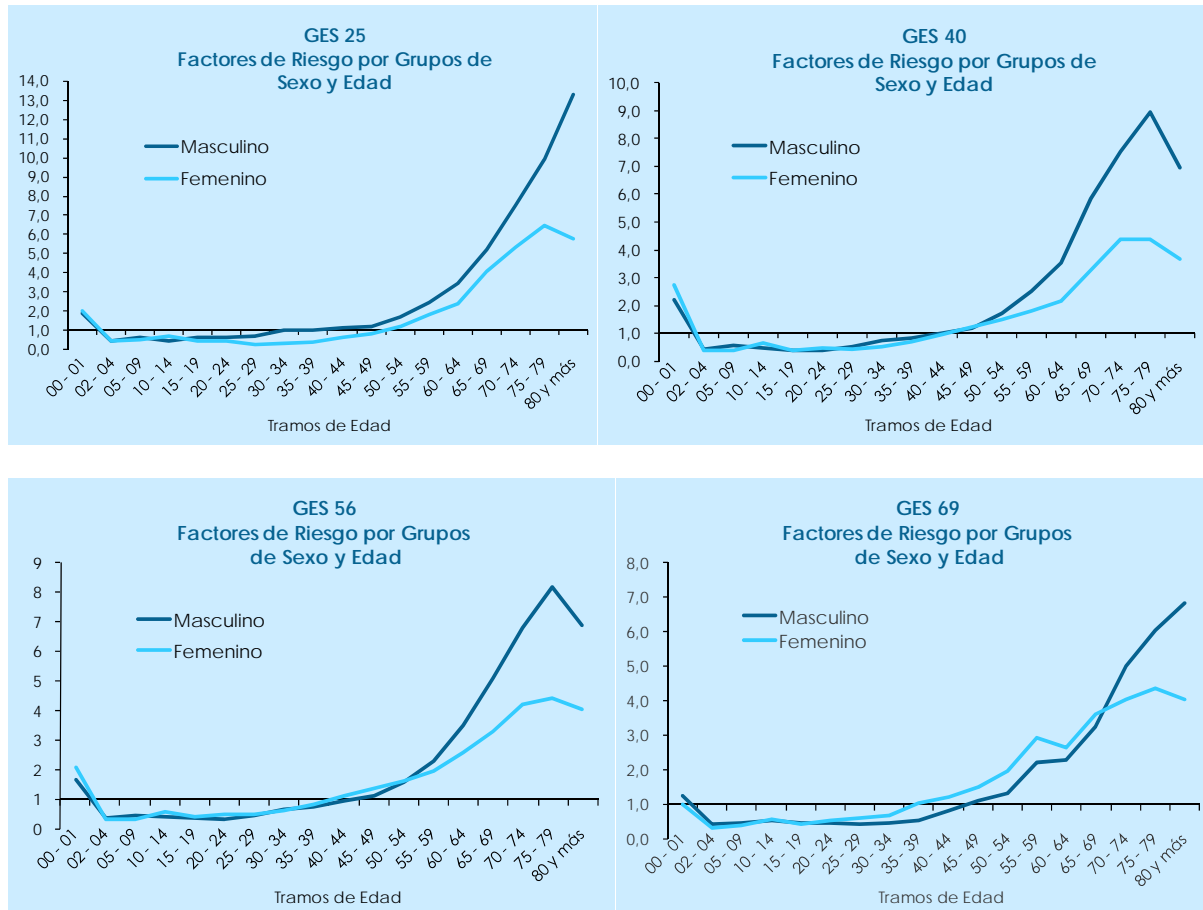 GES 25
Factores de Riesgo por Grupos de
Sexo y Edad
14,0
13,0
12,0
11,0
10,0
9,0
8,0
7,0
6,0
5,0
4,0
3,0
2,0
1,0
0,0
Masculino
Femenino
00 - 01
02 - 04
05 - 09
10 - 14
15 - 19
20 - 24
25 - 29
30 - 34
35 - 39
40 - 44
45 - 49
50 - 54
55 - 59
60 - 64
65 - 69
70 - 74
75 - 79
80 y más
Tramos de Edad
GES 40
Factores de Riesgo por Grupos de
Sexo y Edad
10,0
9,0
8,0
7,0
6,0
5,0
4,0
3,0
2,0
1,0
0,0
Masculino
Femenino
00 - 01
02 - 04
05 - 09
10 - 14
15 - 19
20 - 24
25 - 29
30 - 34
35 - 39
40 - 44
45 - 49
50 - 54
55 - 59
60 - 64
65 - 69
70 - 74
75 - 79
80 y más
Tramos de Edad
GES 56
Factores de Riesgo por Grupos
de Sexo y Edad
9
8
7
6
5
4
3
2
1
0
Masculino
Femenino
00 - 01
02 - 04
05 - 09
10 - 14
15 - 19
20 - 24
25 - 29
30 - 34
35 - 39
40 - 44
45 - 49
50 - 54
55 - 59
60 - 64
65 - 69
70 - 74
75 - 79
80 y más
Tramos de Edad
GES 69
Factores de Riesgo por Grupos
de Sexo y Edad
8,0
7,0
6,0
5,0
4,0
3,0
2,0
1,0
0,0
Masculino
Femenino
00 - 01
02 - 04
05 - 09
10 - 14
15 - 19
20 - 24
25 - 29
30 - 34
35 - 39
40 - 44
45 - 49
50 - 54
55 - 59
60 - 64
65 - 69
70 - 74
75 - 79
80 y más
Tramos de Edad